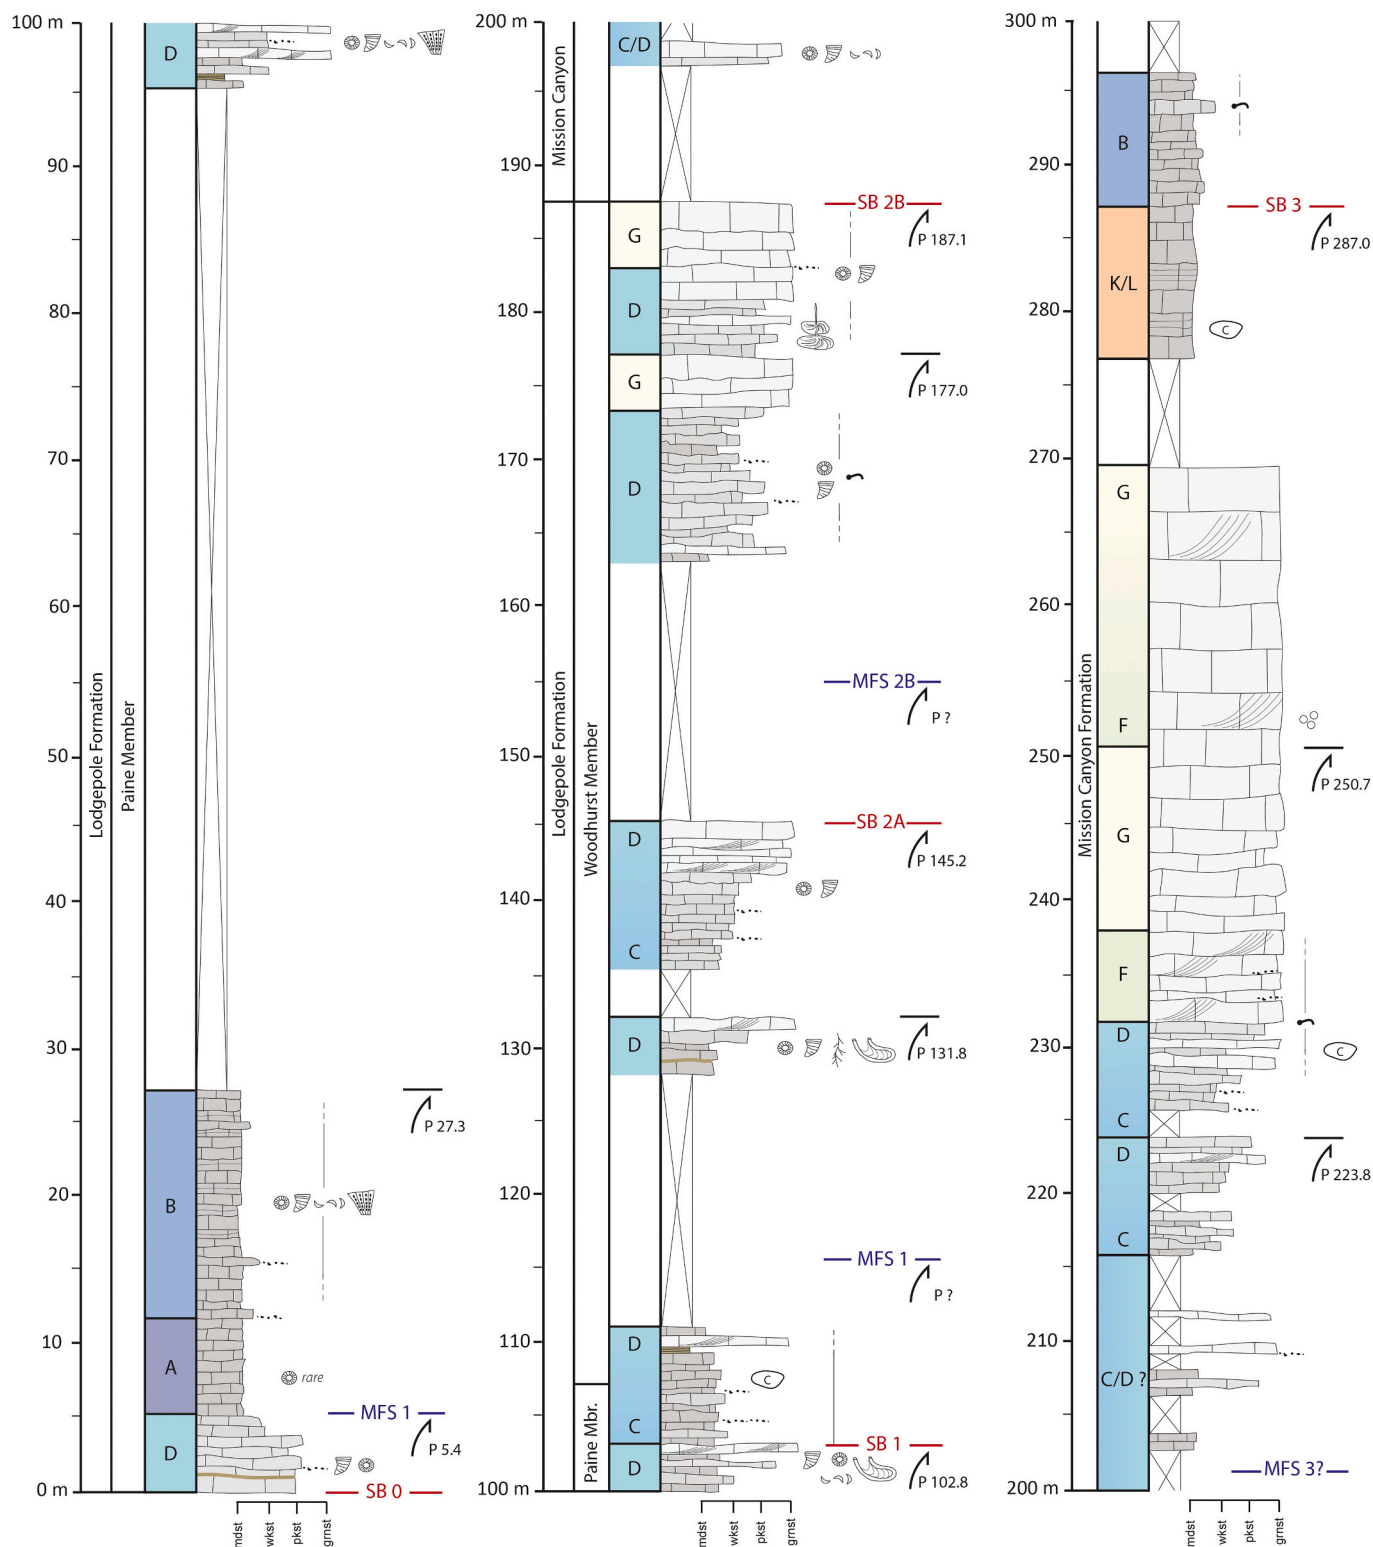 100 m
90
80
70
60
50
40
30
20
10
0 m
Lodgepole Formation
Paine Member
D
B
A
D
rare
P 27.3
MFS 1
P 5.4
SB 0
mdst
wkst
pkst
grnst
200 m
190
180
170
160
150
140
130
120
110
100 m
Mission Canyon
Lodgepole Formation
Woodhurst Member
Paine Mbr.
C/D
G
D
G
D
D
C
D
D
C
D
SB 2B
P 187.1
P 177.0
MFS 2B
P ?
SB 2A
P 145.2
P 131.8
MFS 1
P ?
C
SB 1
P 102.8
mdst
wkst
pkst
grnst
300 m
290
280
270
260
250
240
230
220
210
200 m
Mission Canyon Formation
B
K/L
G
F
G
F
D
C
D
C
C/D ?
SB 3
P 287.0
C
P 250.7
C
P 223.8
MFS 3?
mdst
wkst
pkst
grnst